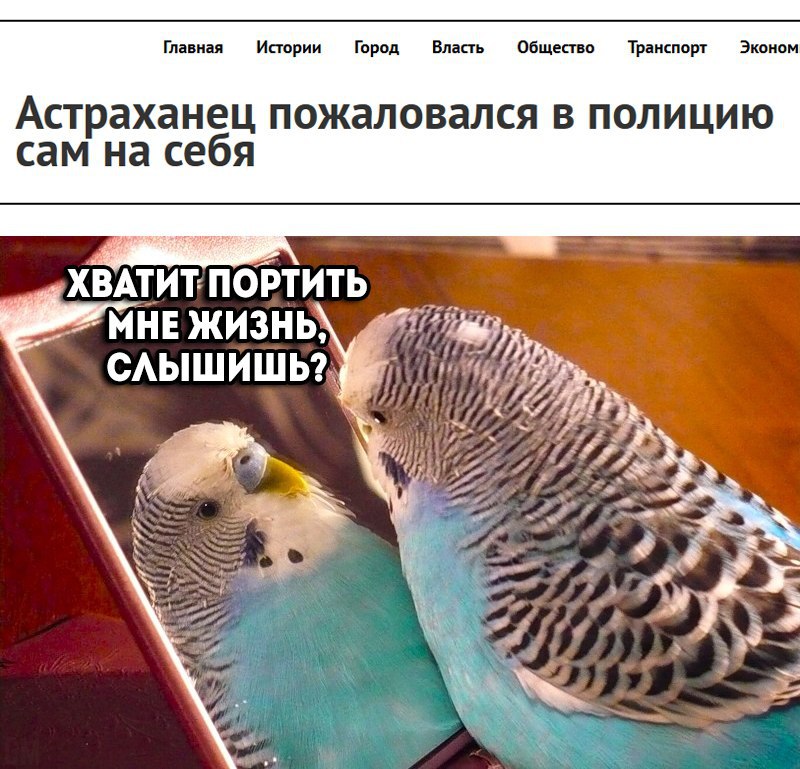 Главная Истории Город Власть Общество Транспорт Эконом
Астраханец пожаловался в полицию
сам на себя
ХВАТИТ ПОРТИТЬ
МНЕ ЖИЗНЬ,
СЛЫШИШЬ?